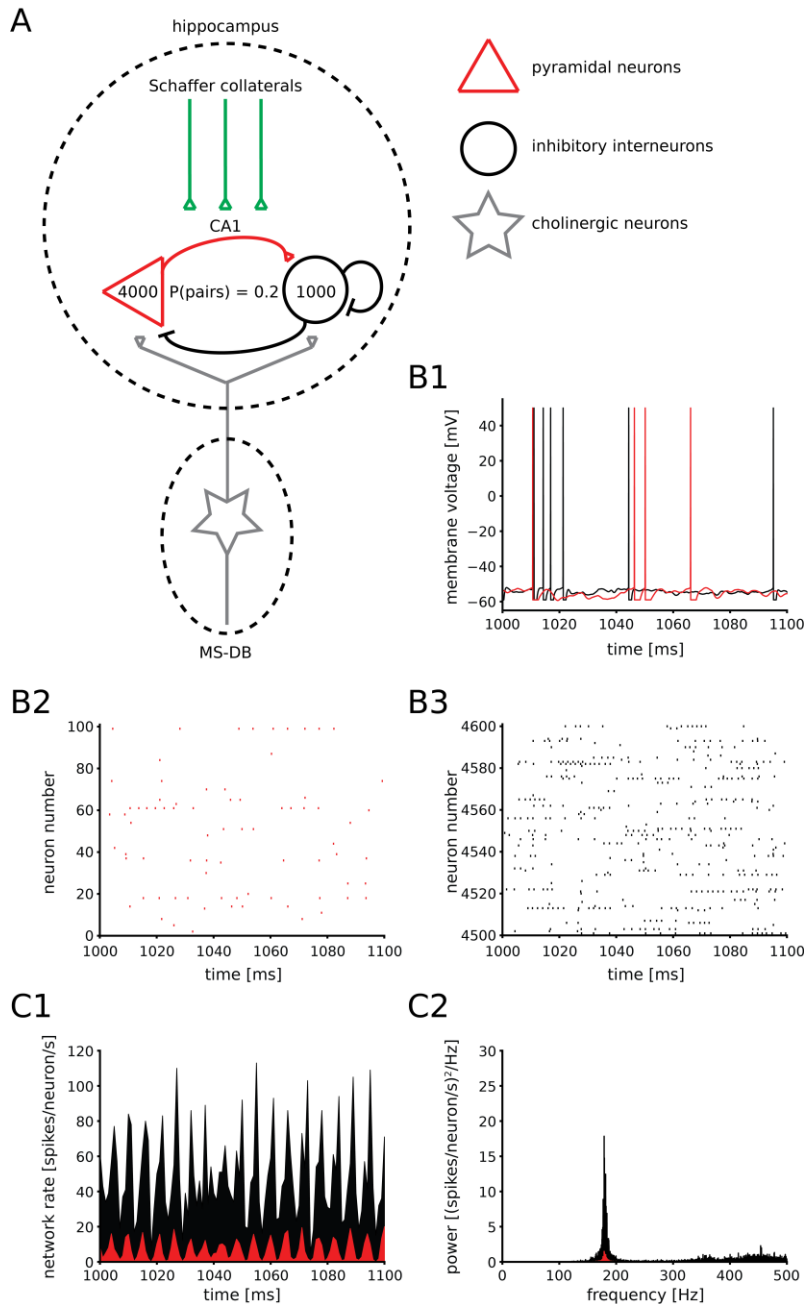 A
hippocampus
Schaffer collaterals
CA1
4000 P(pairs) = 0.2 1000
MS-DB
pyramidal neurons
inhibitory interneurons
cholinergic neurons
B1
membrane voltage [mV]
40
20
0
−20
−40
−60
1000 1020 1040 1060 1080 1100
time [ms]
B2
neuron number
100
80
60
40
20
0
1000 1020 1040 1060 1080 1100
time [ms]
B3
neuron number
4600
4580
4560
4540
4520
4500
1000 1020 1040 1060 1080 1100
time [ms]
C1
network rate [spikes/neuron/s]
120
100
80
60
40
20
0
1000 1020 1040 1060 1080 1100
time [ms]
C2
power [(spikes/neuron/s)²/Hz]
30
25
20
15
10
5
0
0 100 200 300 400 500
frequency [Hz]